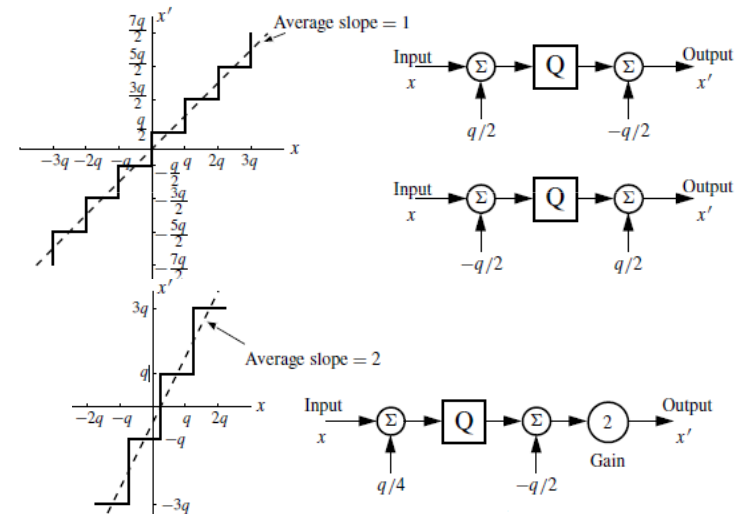 x′
Average slope = 1
7q/2
5q/2
3q/2
q/2
−3q −2q −q
q 2q 3q
x
−q/2
−3q/2
−5q/2
−7q/2
Input
x
Σ
Q
Σ
Output
x′
q/2
−q/2
Input
x
Σ
Q
Σ
Output
x′
−q/2
q/2
x′
3q
Average slope = 2
q
−2q −q
q 2q
x
−q
−3q
Input
x
Σ
Q
Σ
2
Output
x′
Gain
q/4
−q/2